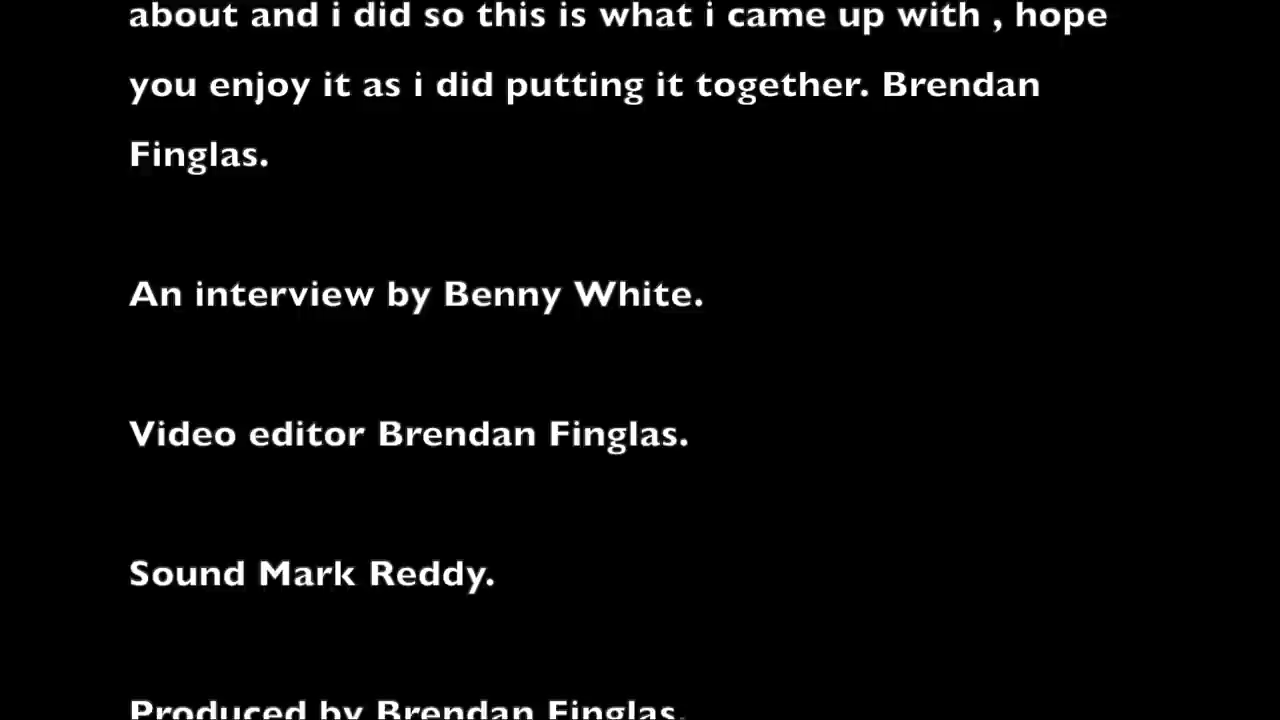 about and i did so this is what i came up with , hope
you enjoy it as i did putting it together. Brendan
Finglas.
An interview by Benny White.
Video editor Brendan Finglas.
Sound Mark Reddy.
Produced by Brendan Finglas.